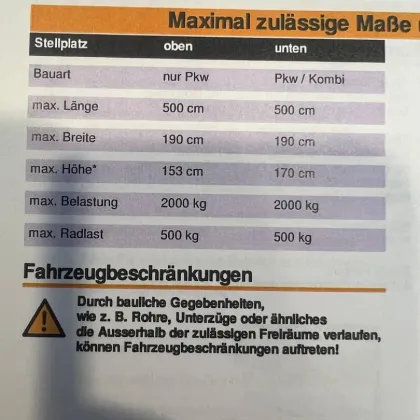 Maximal zulässige Maße
Stellplatz oben unten
Bauart nur Pkw Pkw / Kombi
max. Länge 500 cm 500 cm
max. Breite 190 cm 190 cm
max. Höhe* 153 cm 170 cm
max. Belastung 2000 kg 2000 kg
max. Radlast 500 kg 500 kg
Fahrzeugbeschränkungen
Durch bauliche Gegebenheiten,
wie z. B. Rohre, Unterzüge oder ähnliches
die Ausserhalb der zulässigen Freiräume verlaufen,
können Fahrzeugbeschränkungen auftreten!